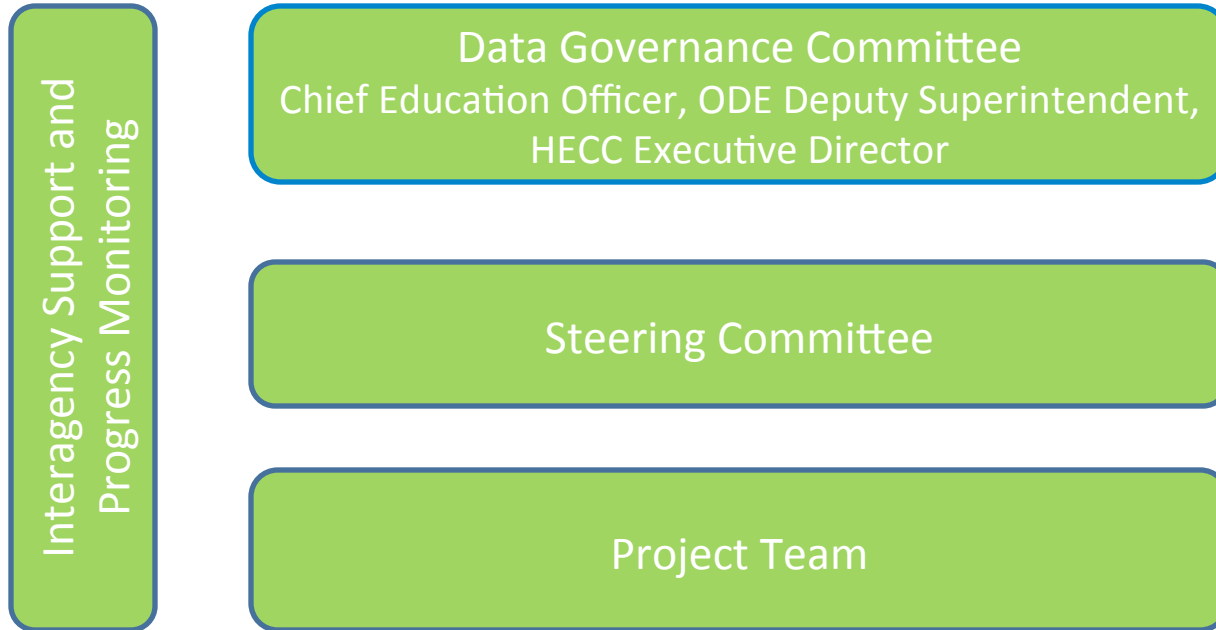 Interagency Support and
Progress Monitoring
Data Governance Committee
Chief Education Officer, ODE Deputy Superintendent,
HECC Executive Director
Steering Committee
Project Team